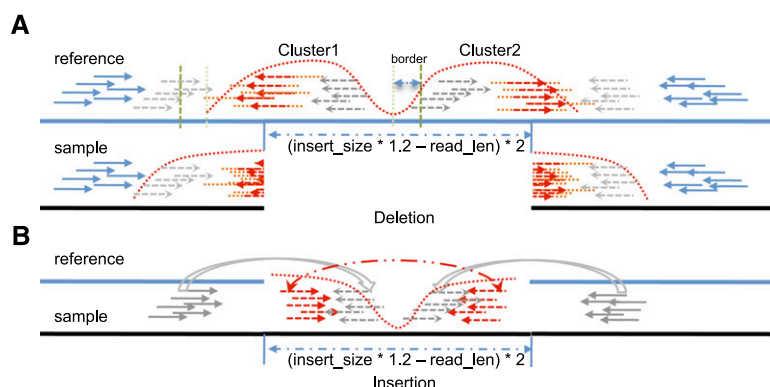 A
Cluster1 border Cluster2
reference
(insert_size * 1.2 – read_len) * 2
sample
Deletion
B
reference
sample
(insert_size * 1.2 – read_len) * 2
Insertion